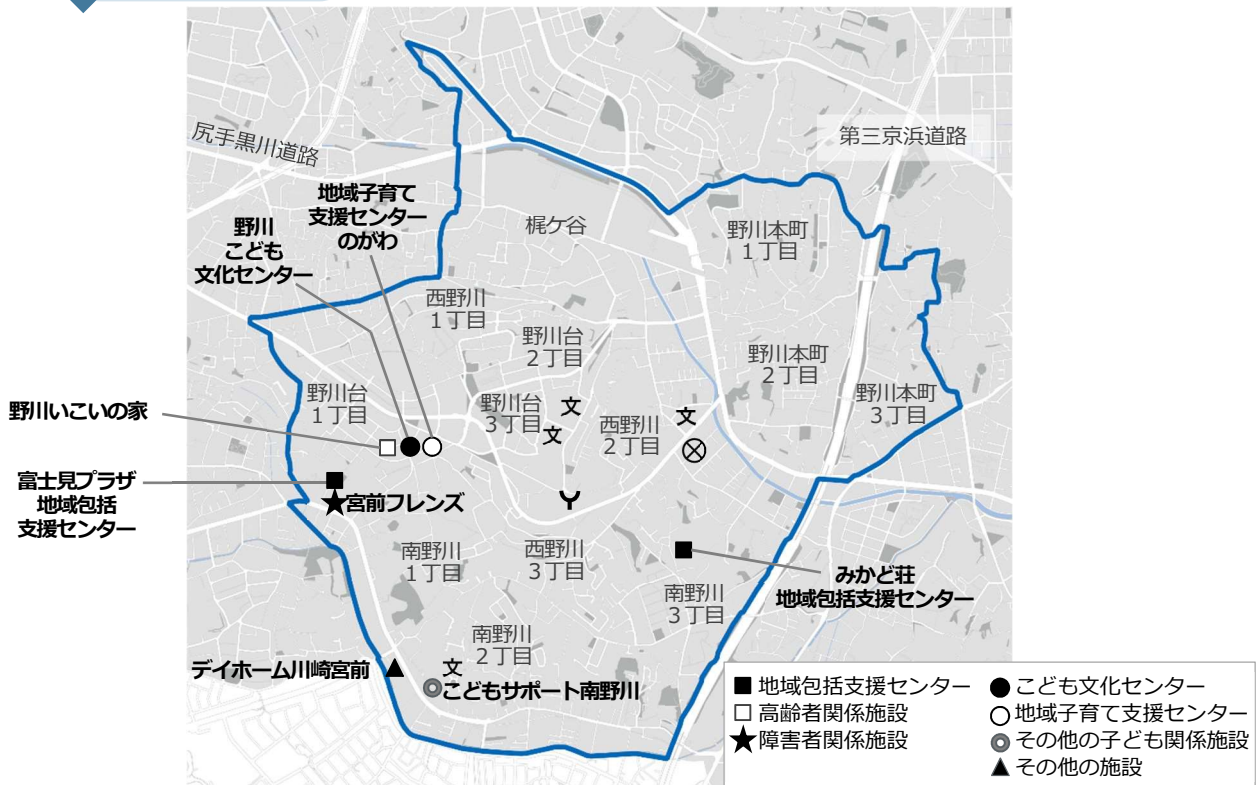 尻手黒川道路
第三京浜道路
地域子育て
支援センター
のがわ
野川
こども
文化センター
梶ケ谷
野川本町
1丁目
西野川
1丁目
野川台
2丁目
野川本町
2丁目
野川台
1丁目
野川本町
3丁目
野川いこいの家
野川台
3丁目
文
文
西野川
2丁目
文
富士見プラザ
地域包括
支援センター
宮前フレンズ
南野川
1丁目
西野川
3丁目
みかど荘
地域包括支援センター
南野川
3丁目
南野川
2丁目
デイホーム川崎宮前
文
こどもサポート南野川
地域包括支援センター
高齢者関係施設
障害者関係施設
こども文化センター
地域子育て支援センター
その他の子ども関係施設
その他の施設